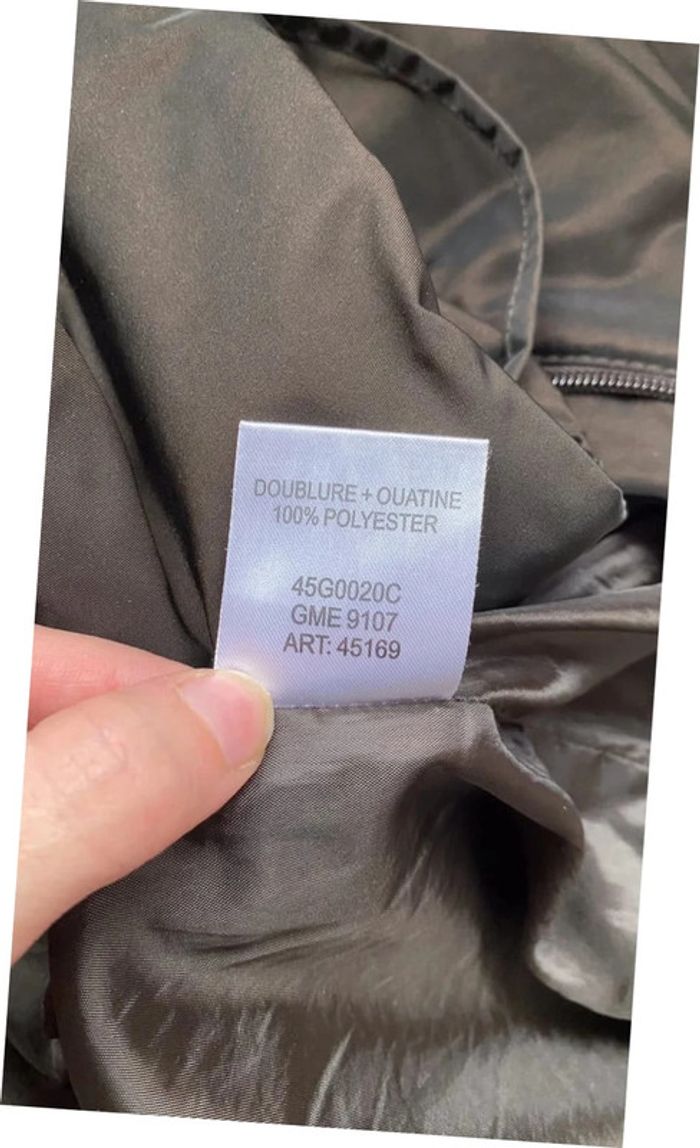 DOUBLURE + OUATINE
100% POLYESTER
45G0020C
GME 9107
ART: 45169